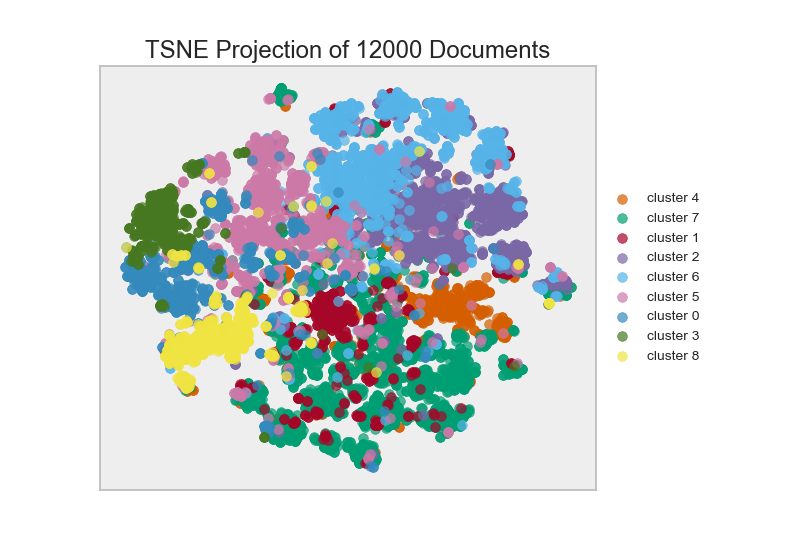 TSNE Projection of 12000 Documents
cluster 4
cluster 7
cluster 1
cluster 2
cluster 6
cluster 5
cluster 0
cluster 3
cluster 8